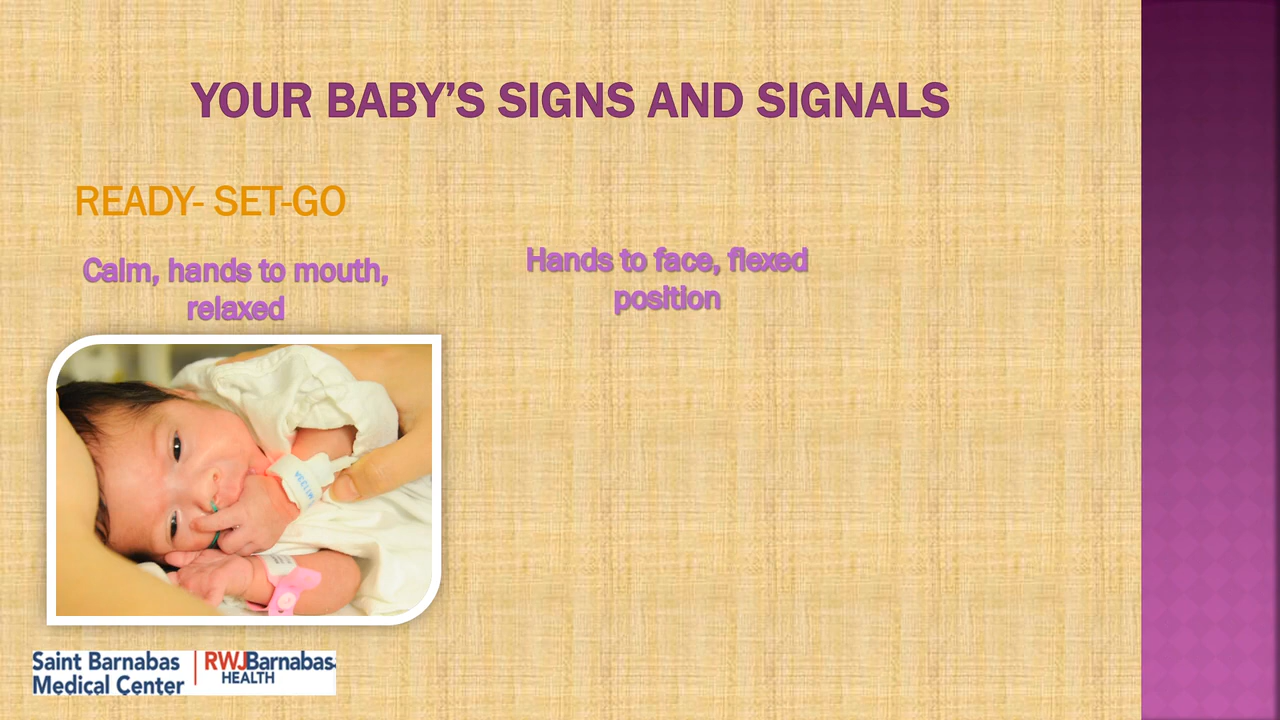 YOUR BABY'S SIGNS AND SIGNALS
READY- SET-GO
Calm, hands to mouth,
relaxed
Hands to face, flexed
position
Saint Barnabas
Medical Center
RWJBarnabas
HEALTH